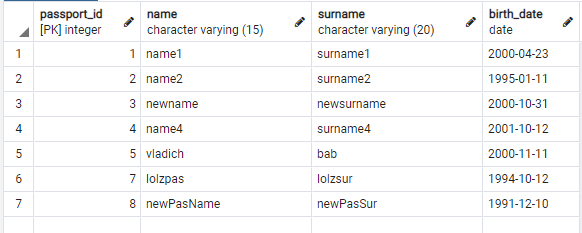 passport_id name surname birth_date
[PK] integer character varying (15) character varying (20) date
1 1 name1 surname1 2000-04-23
2 2 name2 surname2 1995-01-11
3 3 newname newsurname 2000-10-31
4 4 name4 surname4 2001-10-12
5 5 vladich bab 2000-11-11
6 7 lolzpas lolzsur 1994-10-12
7 8 newPasName newPasSur 1991-12-10